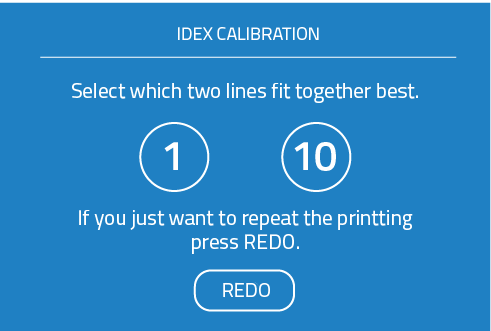 IDEX CALIBRATION
Select which two lines fit together best.
1 10
If you just want to repeat the printting
press REDO.
REDO